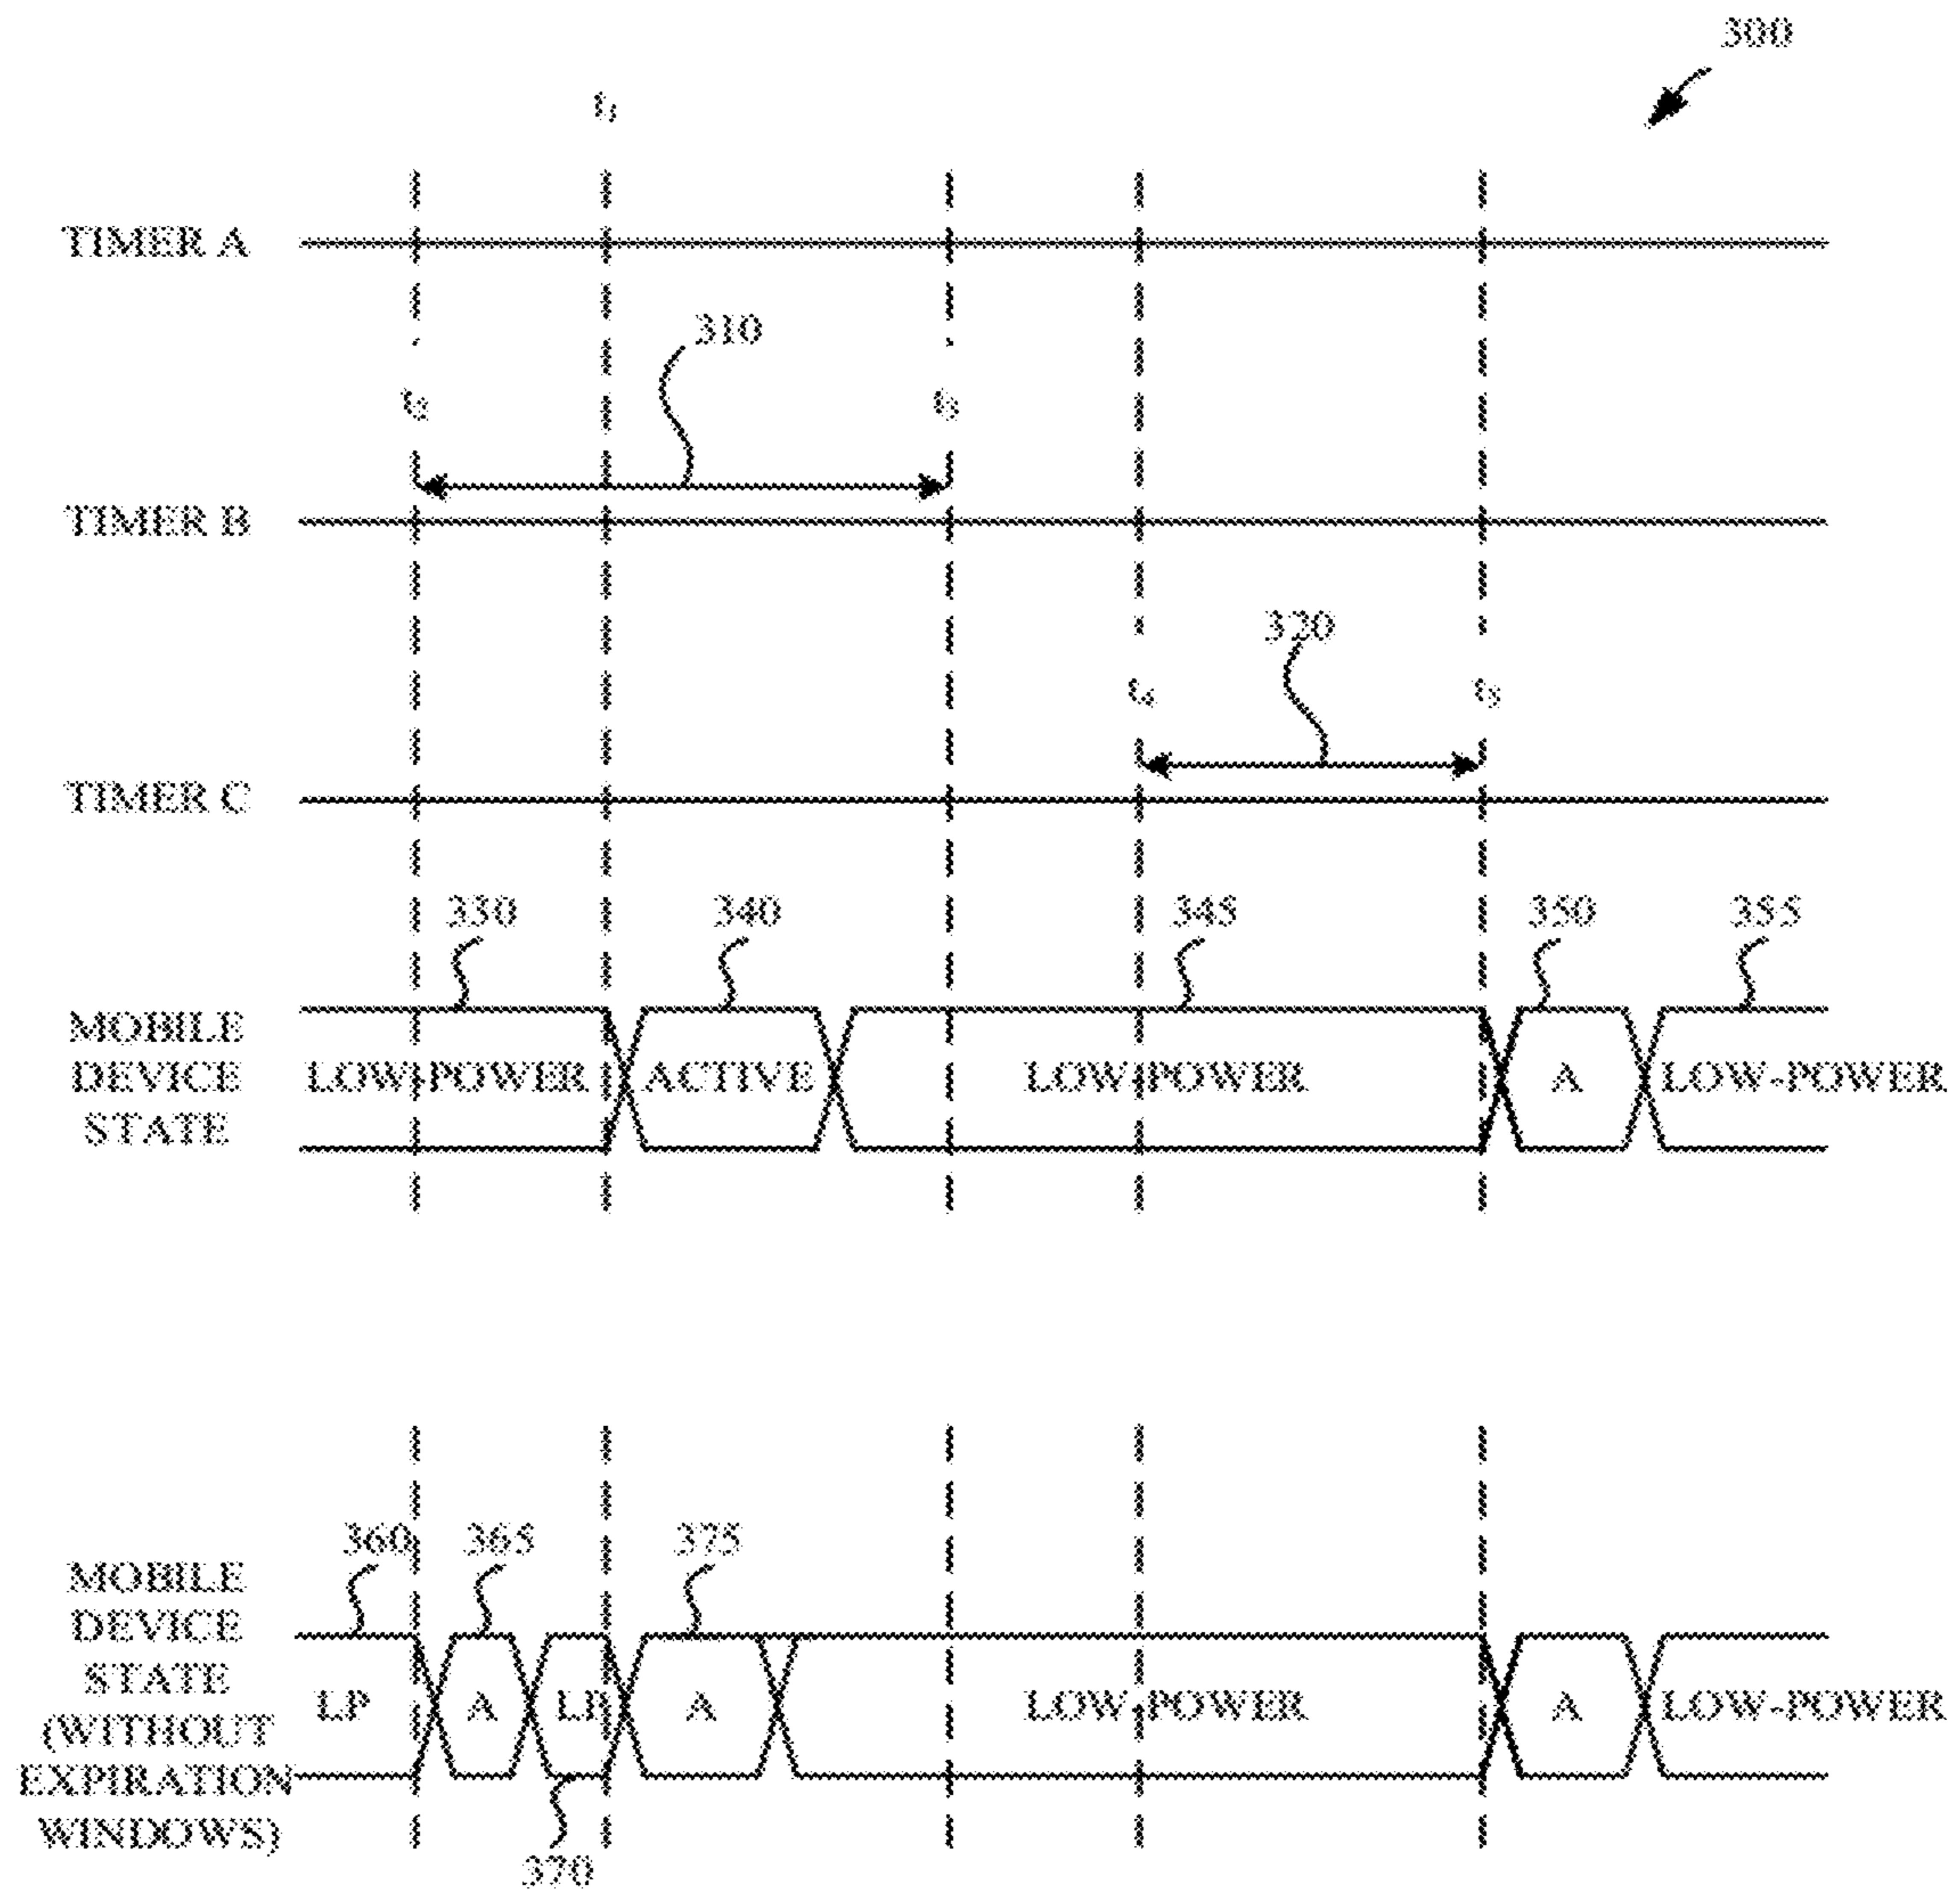 300
t₁
TIMER A
310
t₂
t₃
TIMER B
320
t₄
t₅
TIMER C
330
340
345
350
355
MOBILE
DEVICE
STATE
LOW-POWER
ACTIVE
LOW-POWER
A
LOW-POWER
360
365
375
MOBILE
DEVICE
STATE
(WITHOUT
EXPIRATION
WINDOWS)
LP
A
LP
A
LOW-POWER
A
LOW-POWER
370